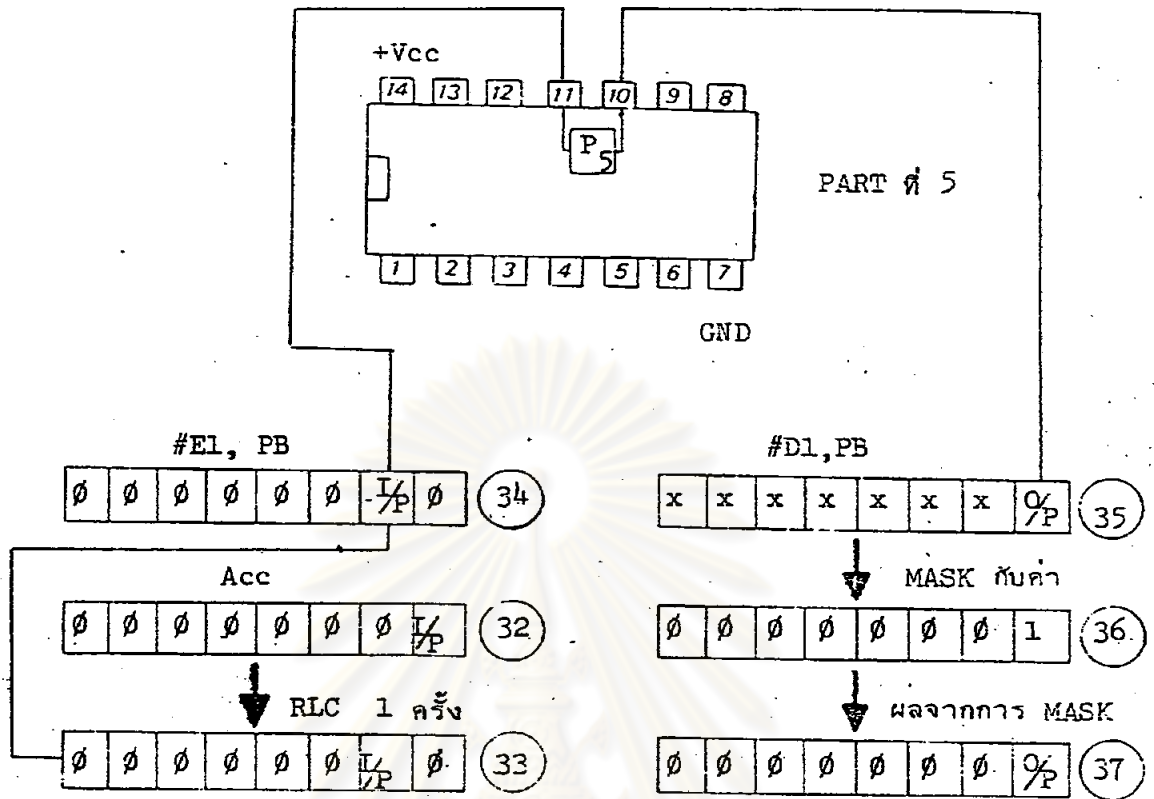 +Vcc
14 13 12 11 10 9 8
P5
PART ที่ 5
1 2 3 4 5 6 7
GND
#E1, PB
ø ø ø ø ø ø I/P ø 34
#D1,PB
x x x x x x x O/P 35
Acc
MASK กับค่า
ø ø ø ø ø ø ø I/P 32
ø ø ø ø ø ø ø 1 36
RLC 1 ครั้ง
ผลจากการ MASK
ø ø ø ø ø ø I/P ø 33
ø ø ø ø ø ø ø O/P 37